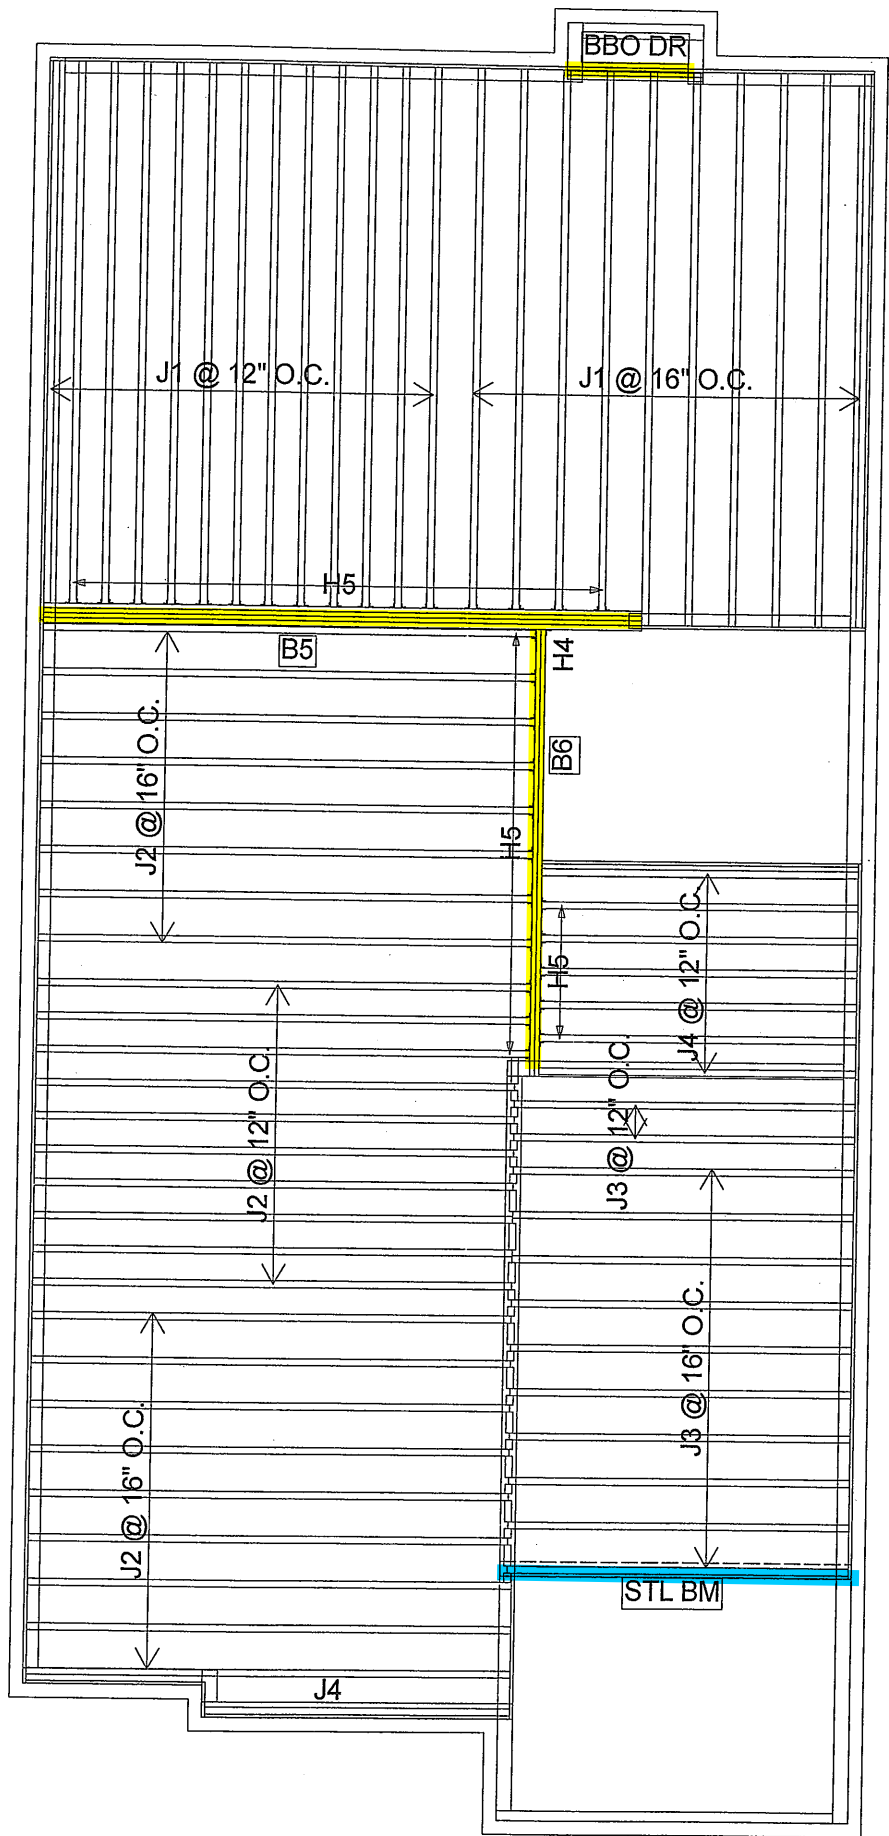 BBO DR
J1 @ 12" O.C.
J1 @ 16" O.C.
H5
B5
H4
B6
J2 @ 16" O.C.
H5
H5
J4 @ 12" O.C.
J2 @ 12" O.C.
J3 @ 12" O.C.
J3 @ 16" O.C.
J2 @ 16" O.C.
STL BM
J4